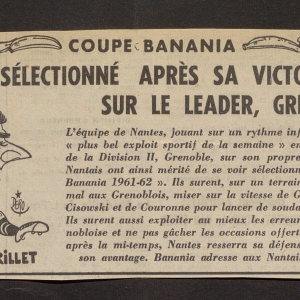 COUPE BANANIA
SÉLECTIONNÉ APRÈS SA VICTO
SUR LE LEADER, GRE
L'équipe de Nantes, jouant sur un rythme inf
« plus bel exploit sportif de la semaine » en
de la Division II, Grenoble, sur son propre
Nantais ont ainsi mérité de se voir sélection
Banania 1961-62 ». Ils surent, sur un terrain
mal aux Grenoblois, miser sur la vitesse de G
Cisowski et de Couronne pour lancer de souda
Ils surent aussi exploiter au mieux les erreur
nobloise et ne pas gâcher les occasions offert
après la mi-temps, Nantes resserra sa défens
son avantage. Banania adresse aux Nantai
RILLET